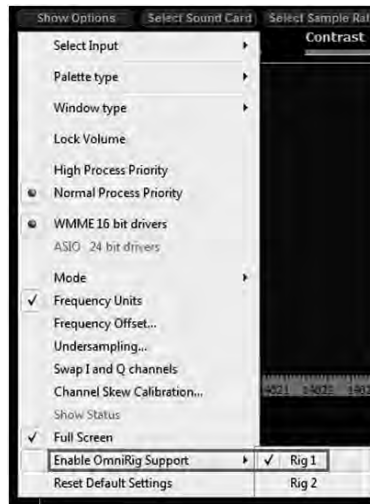 Show Options Select Sound Card Select Sample Rat
Contrast
Select Input
Palette type
Window type
Lock Volume
High Process Priority
Normal Process Priority
WMME 16 bit drivers
ASIO 24 bit drivers
Mode
Frequency Units
Frequency Offset...
Undersampling...
Swap I and Q channels
Channel Skew Calibration...
Show Status
Full Screen
Enable OmniRig Support Rig 1
Reset Default Settings Rig 2